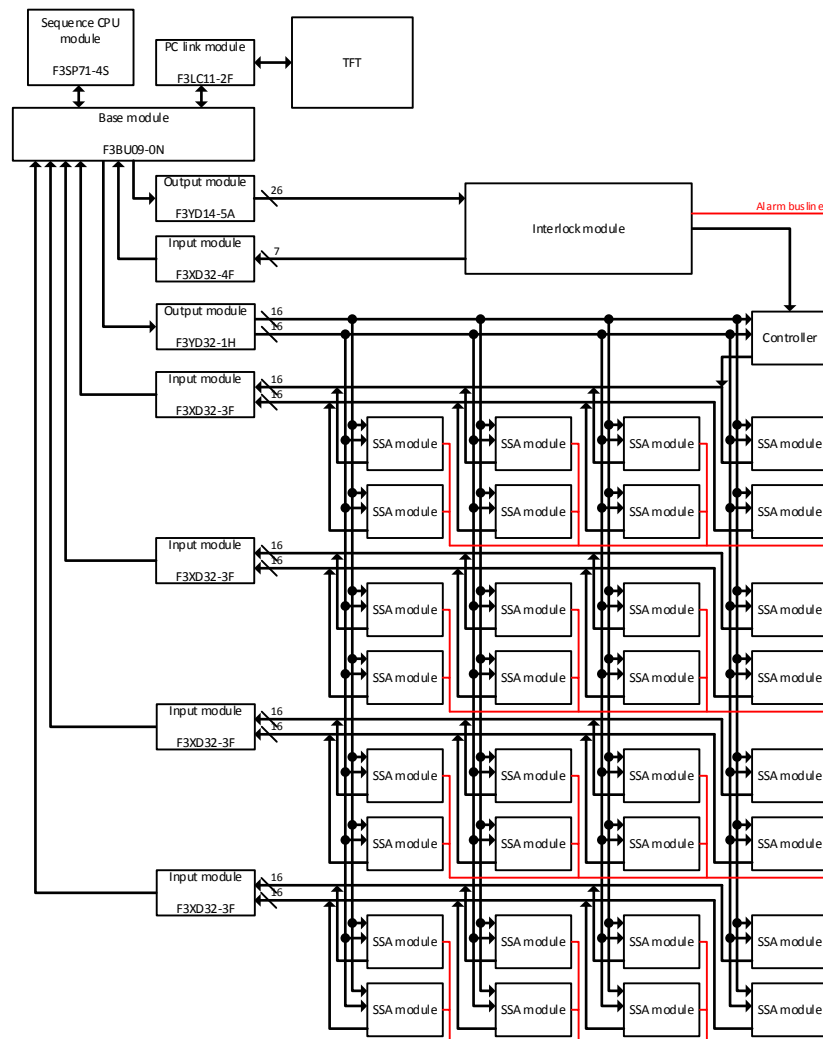 Sequence CPU
module
F3SP71-4S
PC link module
F3LC11-2F
TFT
Base module
F3BU09-0N
Output module
F3YD14-5A
26
Interlock module
Alarm busline
Input module
F3XD32-4F
7
Output module
F3YD32-1H
16
16
Controller
Input module
F3XD32-3F
16
16
SSA module
SSA module
SSA module
SSA module
SSA module
SSA module
SSA module
SSA module
Input module
F3XD32-3F
16
16
SSA module
SSA module
SSA module
SSA module
SSA module
SSA module
SSA module
SSA module
Input module
F3XD32-3F
16
16
SSA module
SSA module
SSA module
SSA module
SSA module
SSA module
SSA module
SSA module
Input module
F3XD32-3F
16
16
SSA module
SSA module
SSA module
SSA module
SSA module
SSA module
SSA module
SSA module